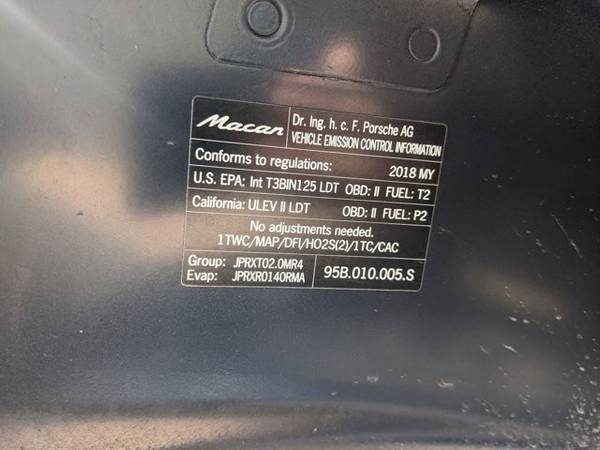 Macan
Dr. Ing. h. c. F. Porsche AG
VEHICLE EMISSION CONTROL INFORMATION
Conforms to regulations: 2018 MY
U.S. EPA: Int T3BIN125 LDT OBD: II FUEL: T2
California: ULEV II LDT OBD: II FUEL: P2
No adjustments needed.
1TWC/MAP/DFI/HO2S(2)/1TC/CAC
Group: JPRXT02.0MR4
Evap: JPRXR0140RMA
95B.010.005.S